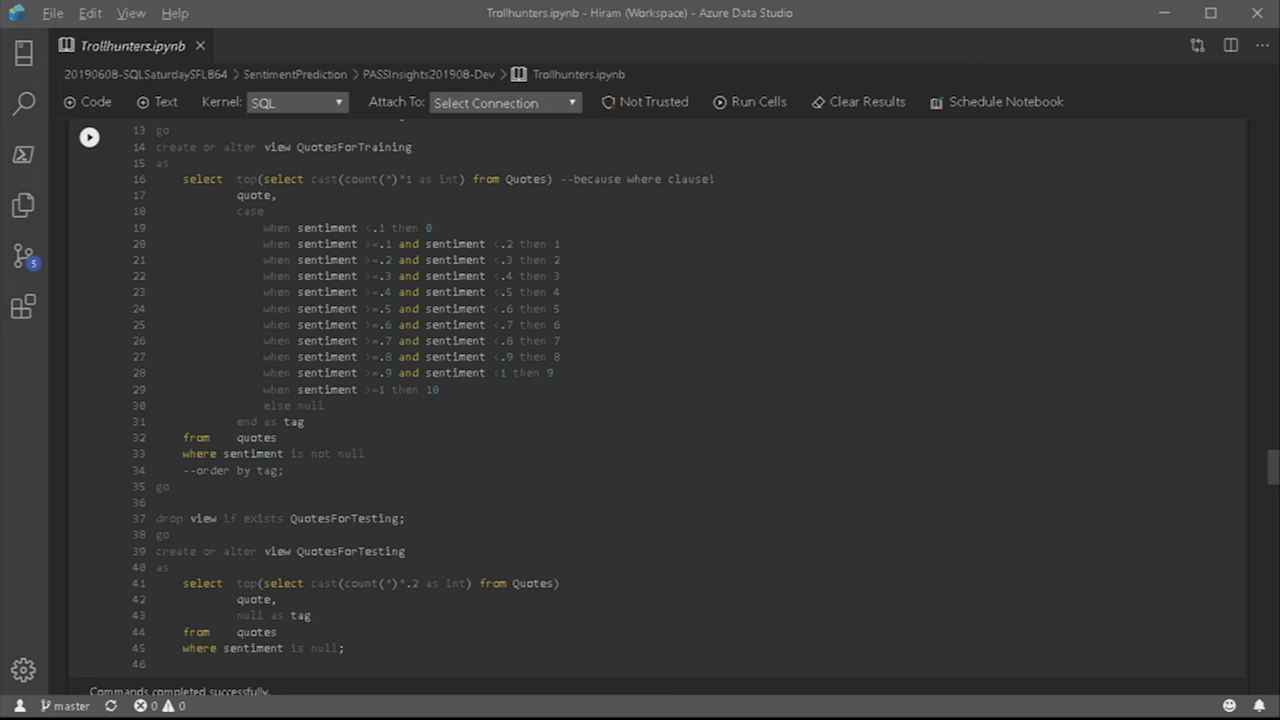 File Edit View Help Trollhunters.ipynb - Hiram (Workspace) - Azure Data Studio
Trollhunters.ipynb
20190608-SQLSaturdaySFL864 > SentimentPrediction > PASSInsights201908-Dev > Trollhunters.ipynb
Code Text Kernel: SQL Attach To: Select Connection Not Trusted Run Cells Clear Results Schedule Notebook
13 go
14 create or alter view QuotesForTraining
15 as
16 select top(select cast(count(*)*1 as int) from Quotes) --because where clause!
17 quote,
18 case
19 when sentiment <.1 then 0
20 when sentiment >=.1 and sentiment <.2 then 1
21 when sentiment >=.2 and sentiment <.3 then 2
22 when sentiment >=.3 and sentiment <.4 then 3
23 when sentiment >=.4 and sentiment <.5 then 4
24 when sentiment >=.5 and sentiment <.6 then 5
25 when sentiment >=.6 and sentiment <.7 then 6
26 when sentiment >=.7 and sentiment <.8 then 7
27 when sentiment >=.8 and sentiment <.9 then 8
28 when sentiment >=.9 and sentiment <1 then 9
29 when sentiment >=1 then 10
30 else null
31 end as tag
32 from quotes
33 where sentiment is not null
34 --order by tag;
35 go
36
37 drop view if exists QuotesForTesting;
38 go
39 create or alter view QuotesForTesting
40 as
41 select top(select cast(count(*)*.2 as int) from Quotes)
42 quote,
43 null as tag
44 from quotes
45 where sentiment is null;
46
Commands completed successfully.
5
master 0 0